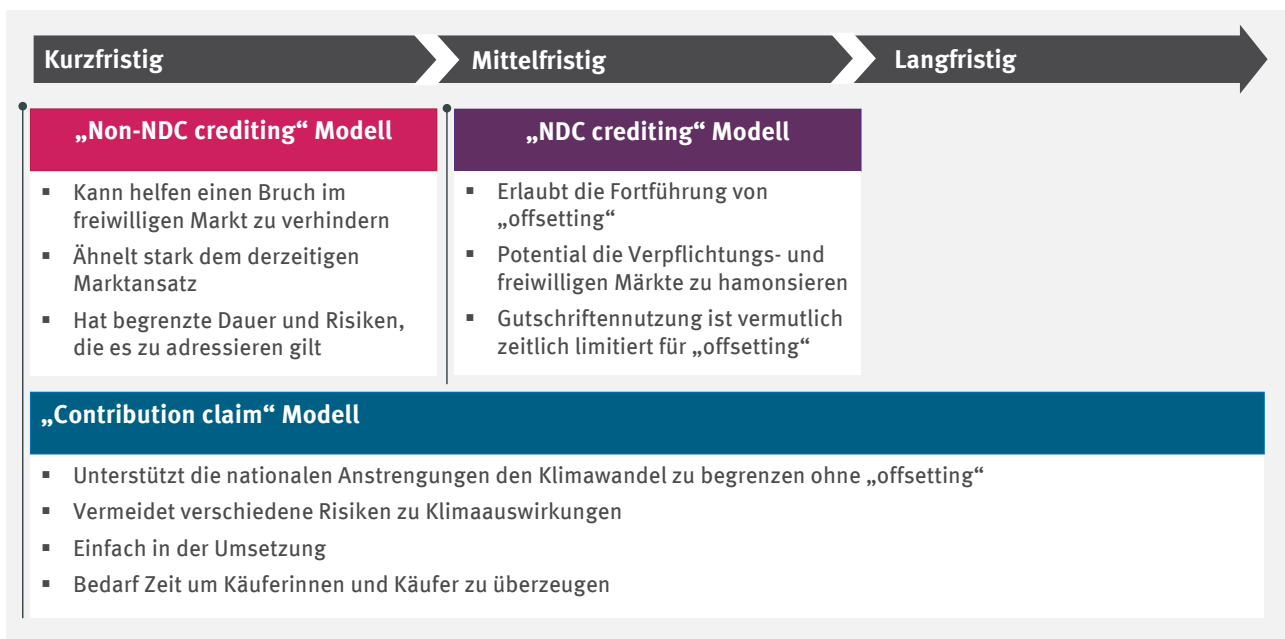 Kurzfristig
Mittelfristig
Langfristig
„Non-NDC crediting“ Modell
▪ Kann helfen einen Bruch im
freiwilligen Markt zu verhindern
▪ Ähnelt stark dem derzeitigen
Marktansatz
▪ Hat begrenzte Dauer und Risiken,
die es zu adressieren gilt
„NDC crediting“ Modell
▪ Erlaubt die Fortführung von
„offsetting“
▪ Potential die Verpflichtungs- und
freiwilligen Märkte zu hamonsieren
▪ Gutschriftennutzung ist vermutlich
zeitlich limitiert für „offsetting“
„Contribution claim“ Modell
▪ Unterstützt die nationalen Anstrengungen den Klimawandel zu begrenzen ohne „offsetting“
▪ Vermeidet verschiedene Risiken zu Klimaauswirkungen
▪ Einfach in der Umsetzung
▪ Bedarf Zeit um Käuferinnen und Käufer zu überzeugen